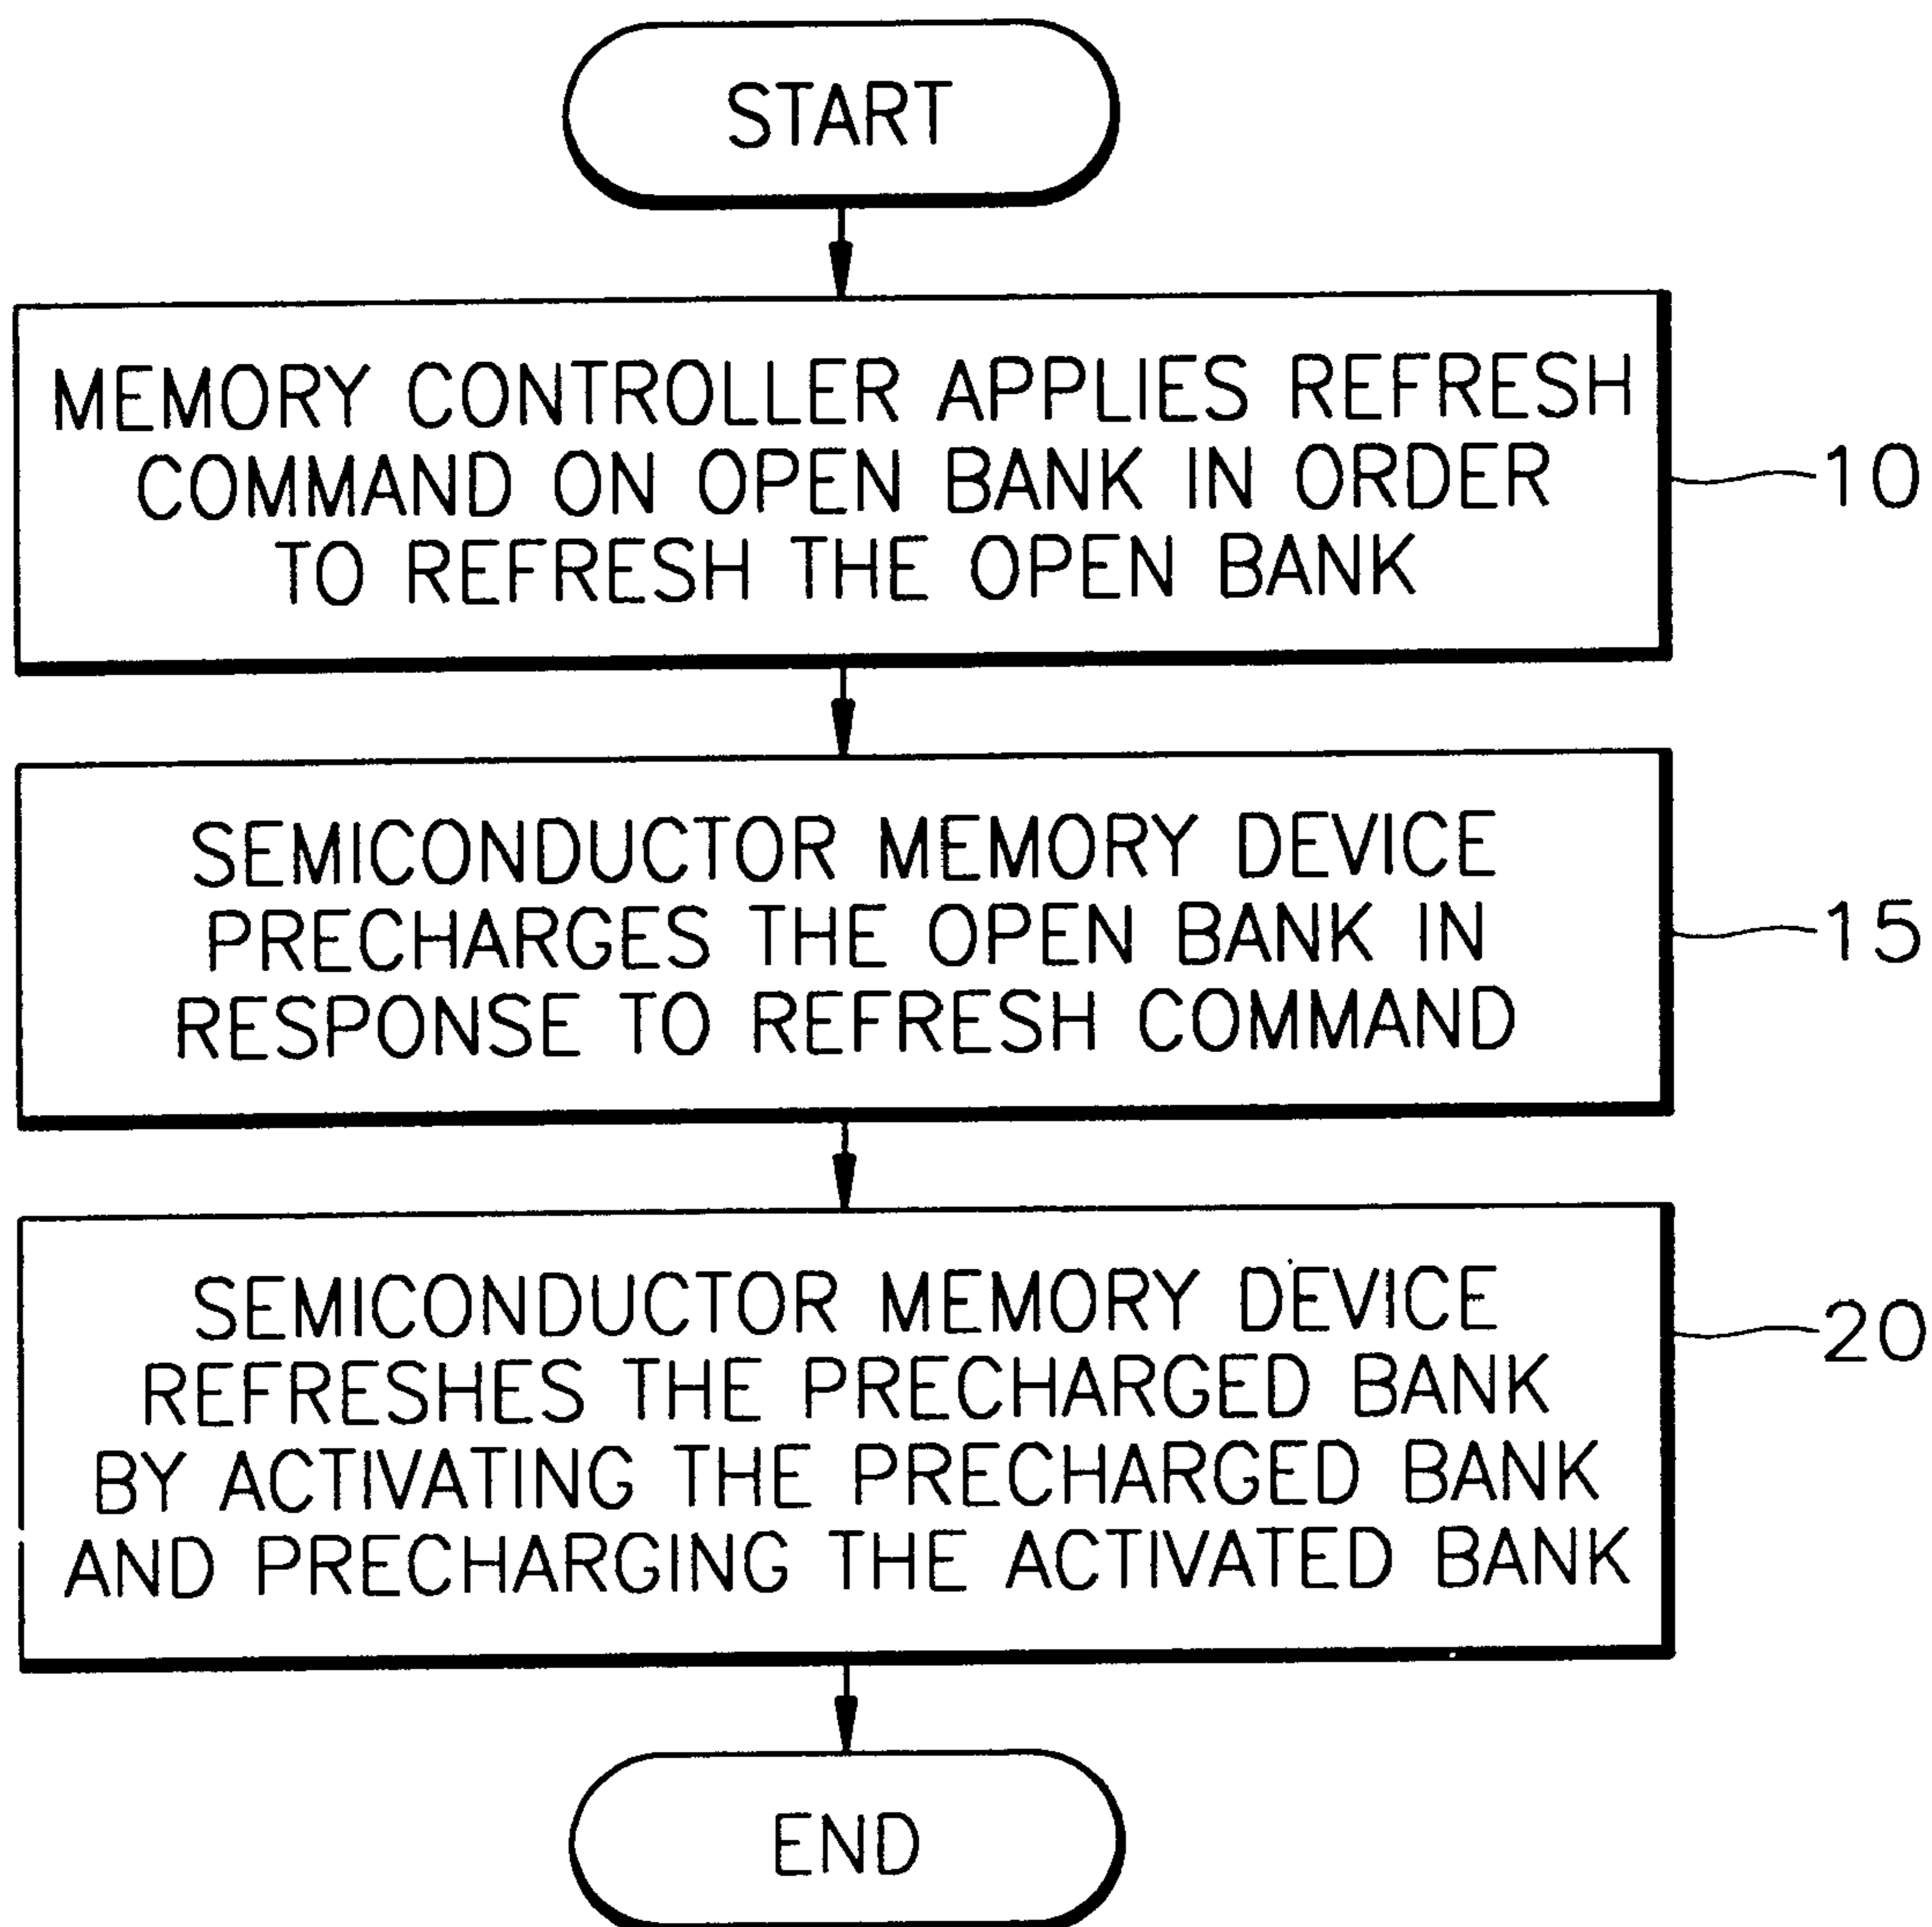 START
MEMORY CONTROLLER APPLIES REFRESH
COMMAND ON OPEN BANK IN ORDER
TO REFRESH THE OPEN BANK
10
SEMICONDUCTOR MEMORY DEVICE
PRECHARGES THE OPEN BANK IN
RESPONSE TO REFRESH COMMAND
15
SEMICONDUCTOR MEMORY DEVICE
REFRESHES THE PRECHARGED BANK
BY ACTIVATING THE PRECHARGED BANK
AND PRECHARGING THE ACTIVATED BANK
20
END